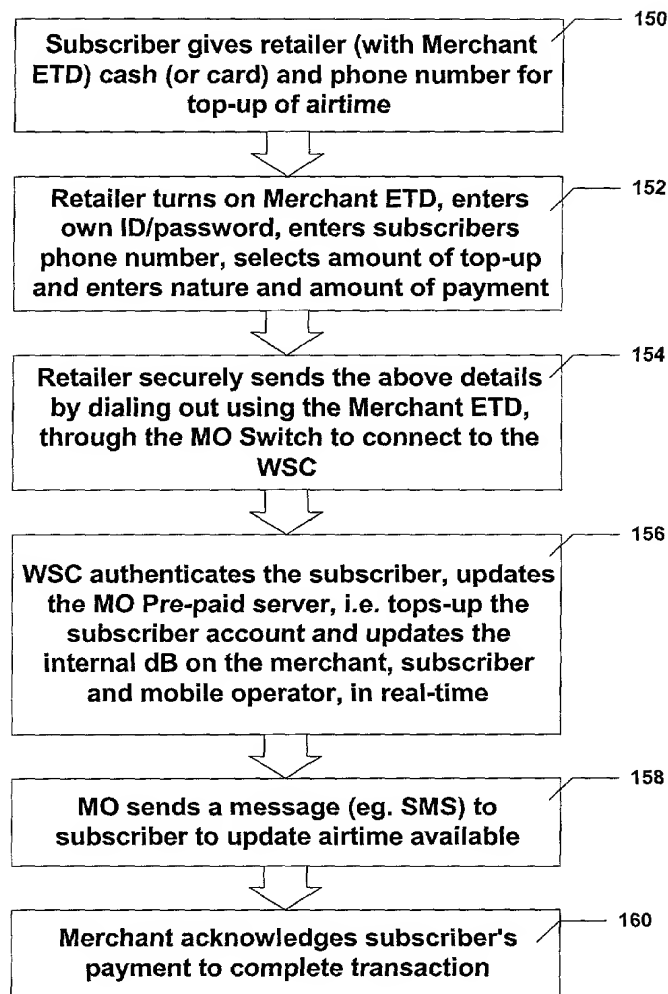 150
Subscriber gives retailer (with Merchant
ETD) cash (or card) and phone number for
top-up of airtime
152
Retailer turns on Merchant ETD, enters
own ID/password, enters subscribers
phone number, selects amount of top-up
and enters nature and amount of payment
154
Retailer securely sends the above details
by dialing out using the Merchant ETD,
through the MO Switch to connect to the
WSC
156
WSC authenticates the subscriber, updates
the MO Pre-paid server, i.e. tops-up the
subscriber account and updates the
internal dB on the merchant, subscriber
and mobile operator, in real-time
158
MO sends a message (eg. SMS) to
subscriber to update airtime available
160
Merchant acknowledges subscriber's
payment to complete transaction